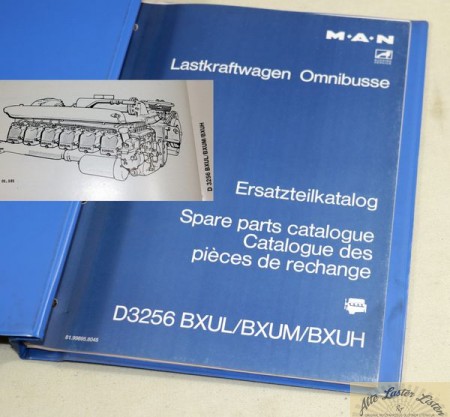 M·A·N
Lastkraftwagen Omnibusse
Ersatzteilkatalog
Spare parts catalogue
Catalogue des
pièces de rechange
D3256 BXUL/BXUM/BXUH
D 3256 BXUL/BXUM/BXUH
Alte Laster Listen